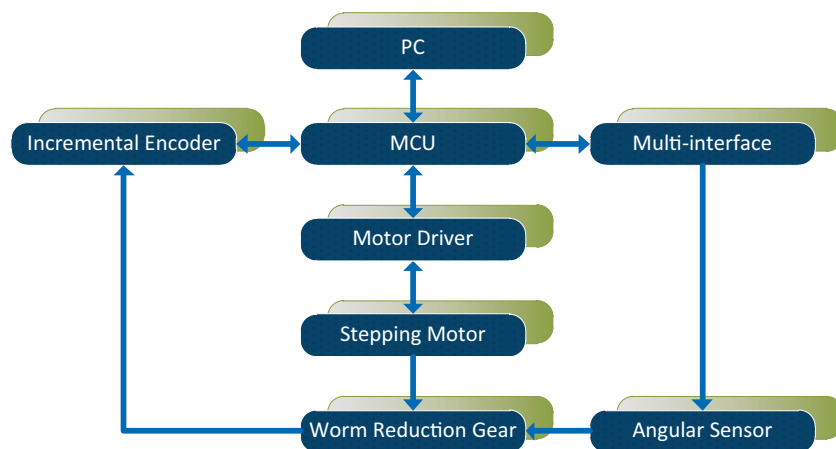 PC
Incremental Encoder
MCU
Multi-interface
Motor Driver
Stepping Motor
Worm Reduction Gear
Angular Sensor